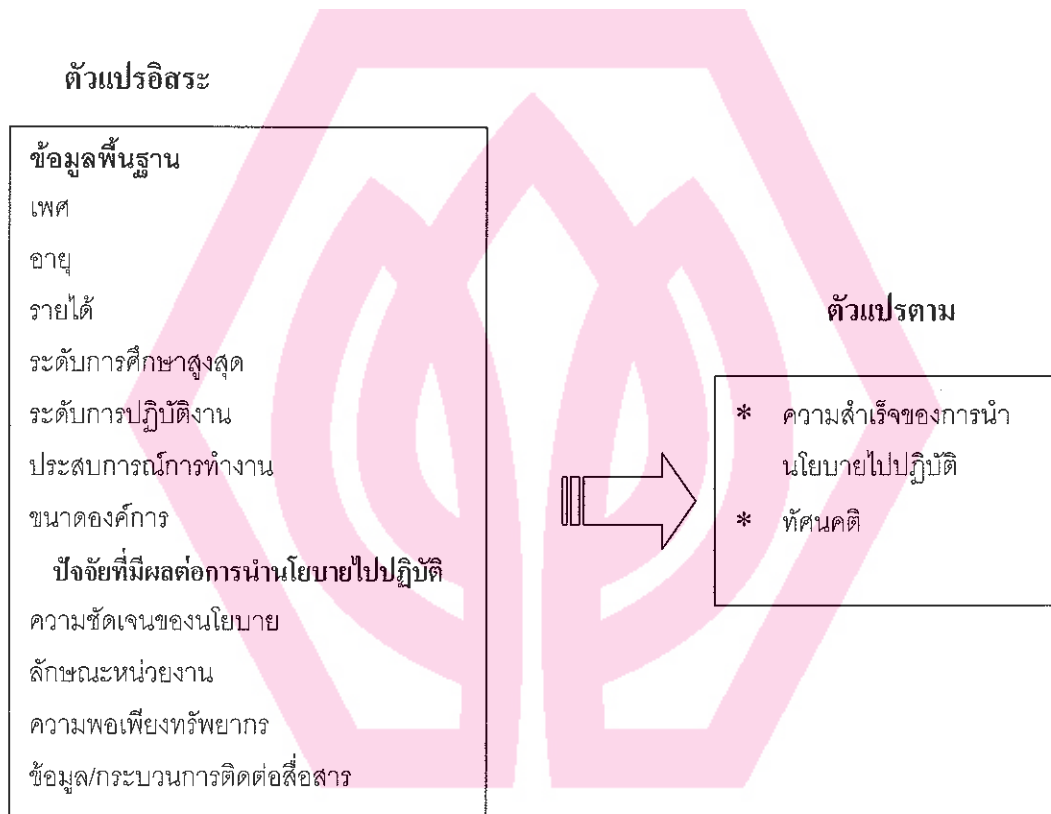 ตัวแปรอิสระ
ข้อมูลพื้นฐาน
เพศ
อายุ
รายได้
ระดับการศึกษาสูงสุด
ระดับการปฏิบัติงาน
ประสบการณ์การทำงาน
ขนาดองค์การ
ปัจจัยที่มีผลต่อการนำนโยบายไปปฏิบัติ
ความชัดเจนของนโยบาย
ลักษณะหน่วยงาน
ความพอเพียงทรัพยากร
ข้อมูล/กระบวนการติดต่อสื่อสาร
ตัวแปรตาม
* ความสำเร็จของการนำ
นโยบายไปปฏิบัติ
* ทัศนคติ